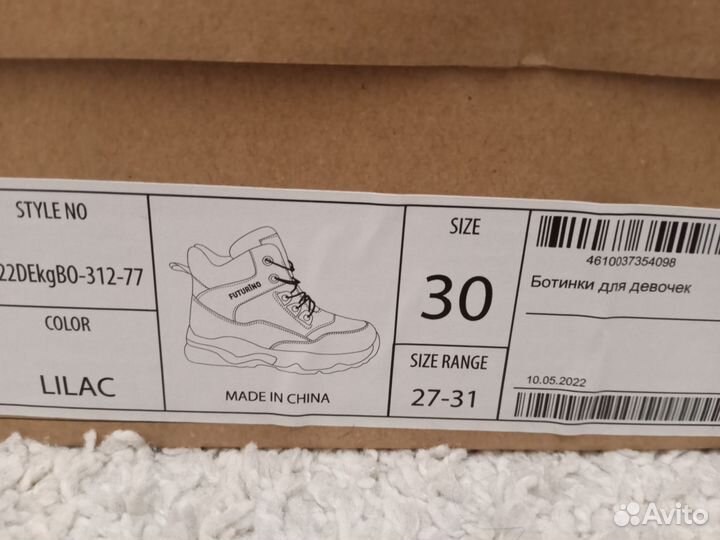 STYLE NO
22DEkgBO-312-77
COLOR
LILAC
FUTURINO
MADE IN CHINA
SIZE
30
SIZE RANGE
27-31
4610037354098
Ботинки для девочек
10.05.2022
Avito